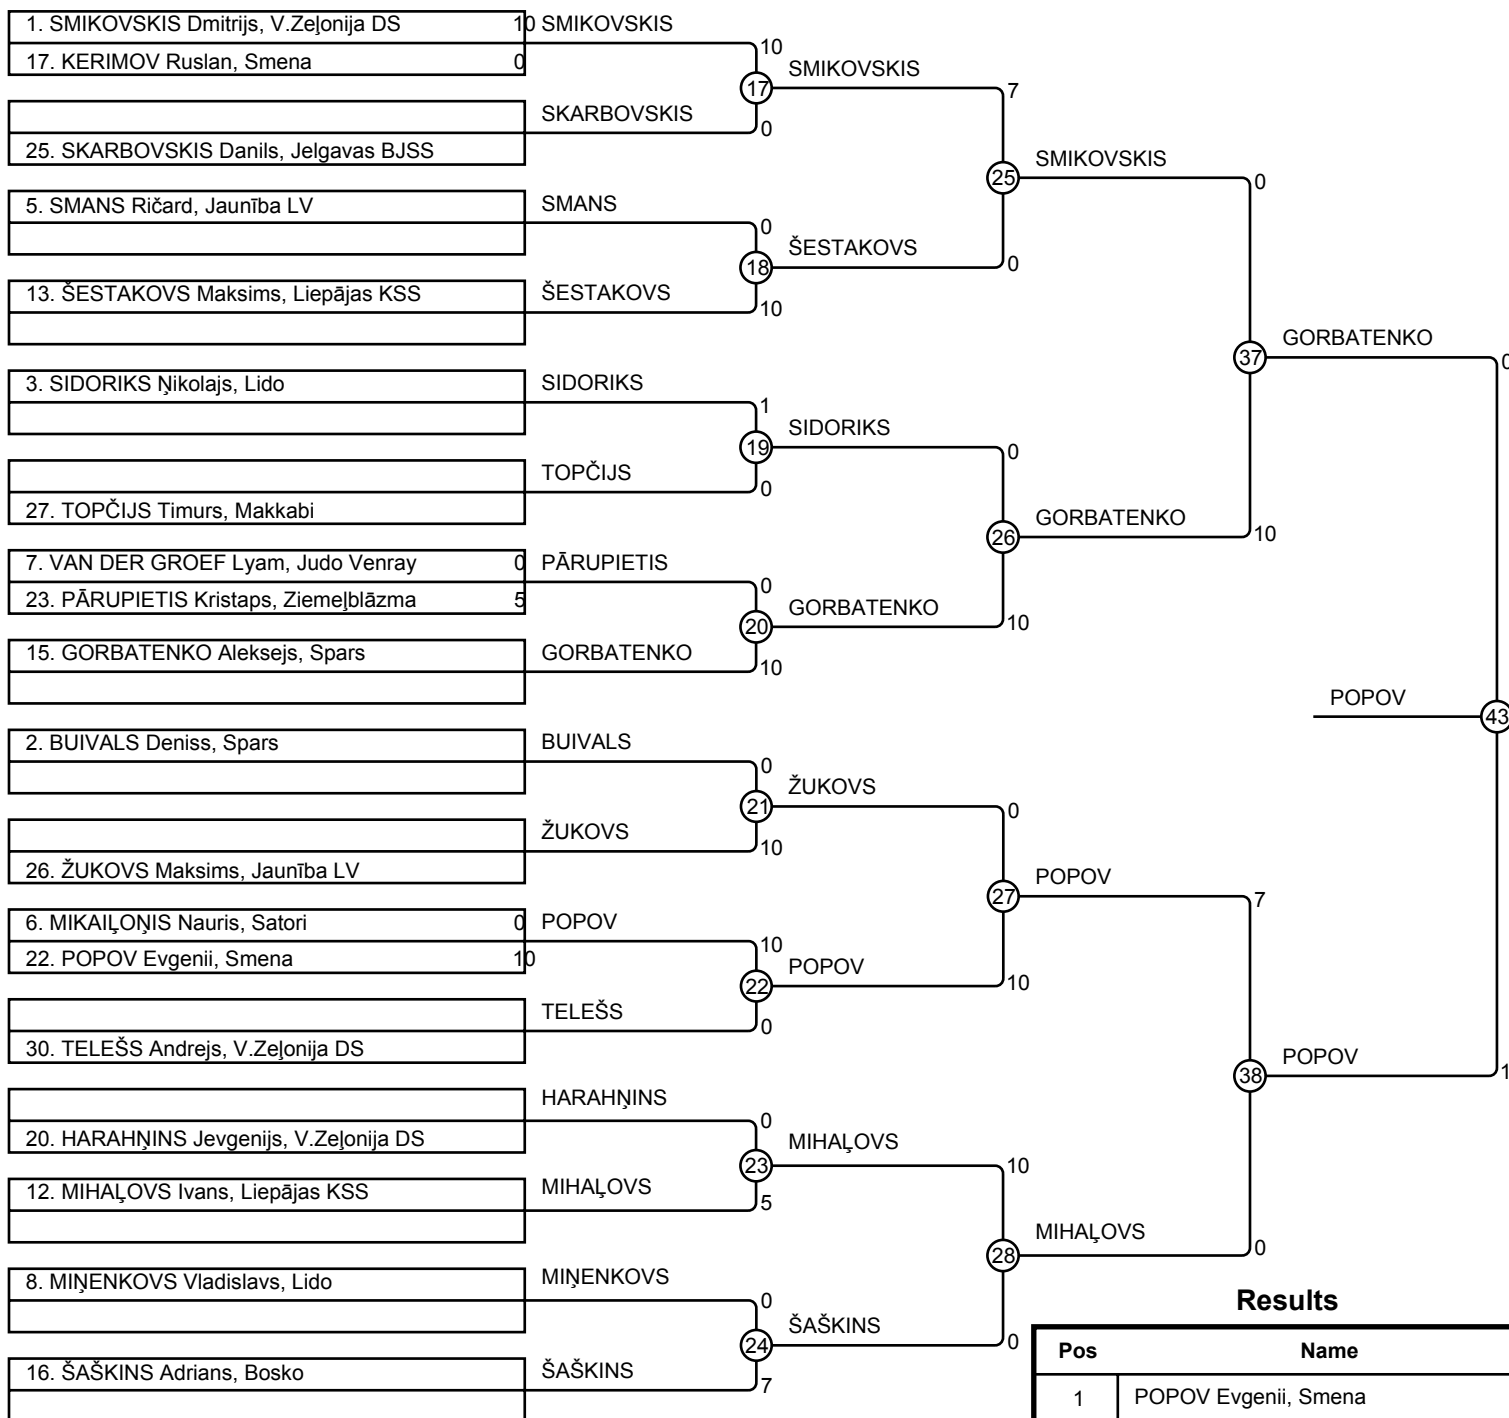 1. SMIKOVSKIS Dmitrijs, V.Zeļonija DS 10
17. KERIMOV Ruslan, Smena 0
25. SKARBOVSKIS Danils, Jelgavas BJSS
5. SMANS Ričard, Jaunība LV
13. ŠESTAKOVS Maksims, Liepājas KSS
3. SIDORIKS Ņikolajs, Lido
27. TOPČIJS Timurs, Makkabi
7. VAN DER GROEF Lyam, Judo Venray 0
23. PĀRUPIETIS Kristaps, Ziemeļblāzma 5
15. GORBATENKO Aleksejs, Spars
2. BUIVALS Deniss, Spars
26. ŽUKOVS Maksims, Jaunība LV
6. MIKAIĻOŅIS Nauris, Satori 0
22. POPOV Evgenii, Smena 10
30. TELEŠS Andrejs, V.Zeļonija DS
20. HARAHŅINS Jevgenijs, V.Zeļonija DS
12. MIHAĻOVS Ivans, Liepājas KSS
8. MIŅENKOVS Vladislavs, Lido
16. ŠAŠKINS Adrians, Bosko
SMIKOVSKIS 10
17
SKARBOVSKIS 0
SMANS 0
18
ŠESTAKOVS 10
SIDORIKS 1
19
TOPČIJS 0
PĀRUPIETIS 0
20
GORBATENKO 10
BUIVALS 0
21
ŽUKOVS 10
POPOV 10
22
TELEŠS 0
HARAHŅINS 0
23
MIHAĻOVS 5
MIŅENKOVS 0
24
ŠAŠKINS 7
SMIKOVSKIS 7
25
ŠESTAKOVS 0
SIDORIKS 0
26
GORBATENKO 10
ŽUKOVS 0
27
POPOV 10
MIHAĻOVS 10
28
ŠAŠKINS 0
SMIKOVSKIS 0
37
GORBATENKO 10
POPOV 7
38
MIHAĻOVS 0
GORBATENKO 0
POPOV 43
POPOV 1
Results
Pos Name
1 POPOV Evgenii, Smena